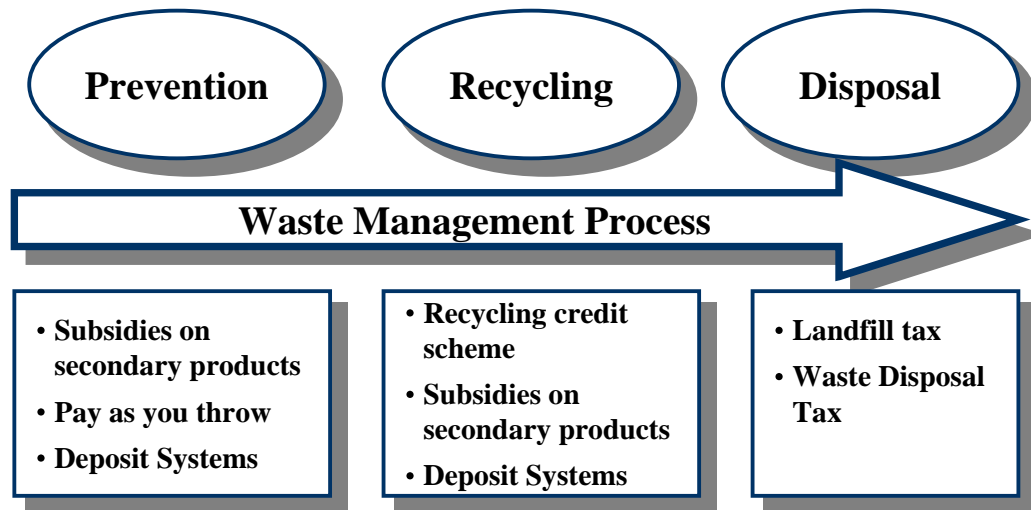 Prevention
Recycling
Disposal
Waste Management Process
• Subsidies on
secondary products
• Pay as you throw
• Deposit Systems
• Recycling credit
scheme
• Subsidies on
secondary products
• Deposit Systems
• Landfill tax
• Waste Disposal
Tax